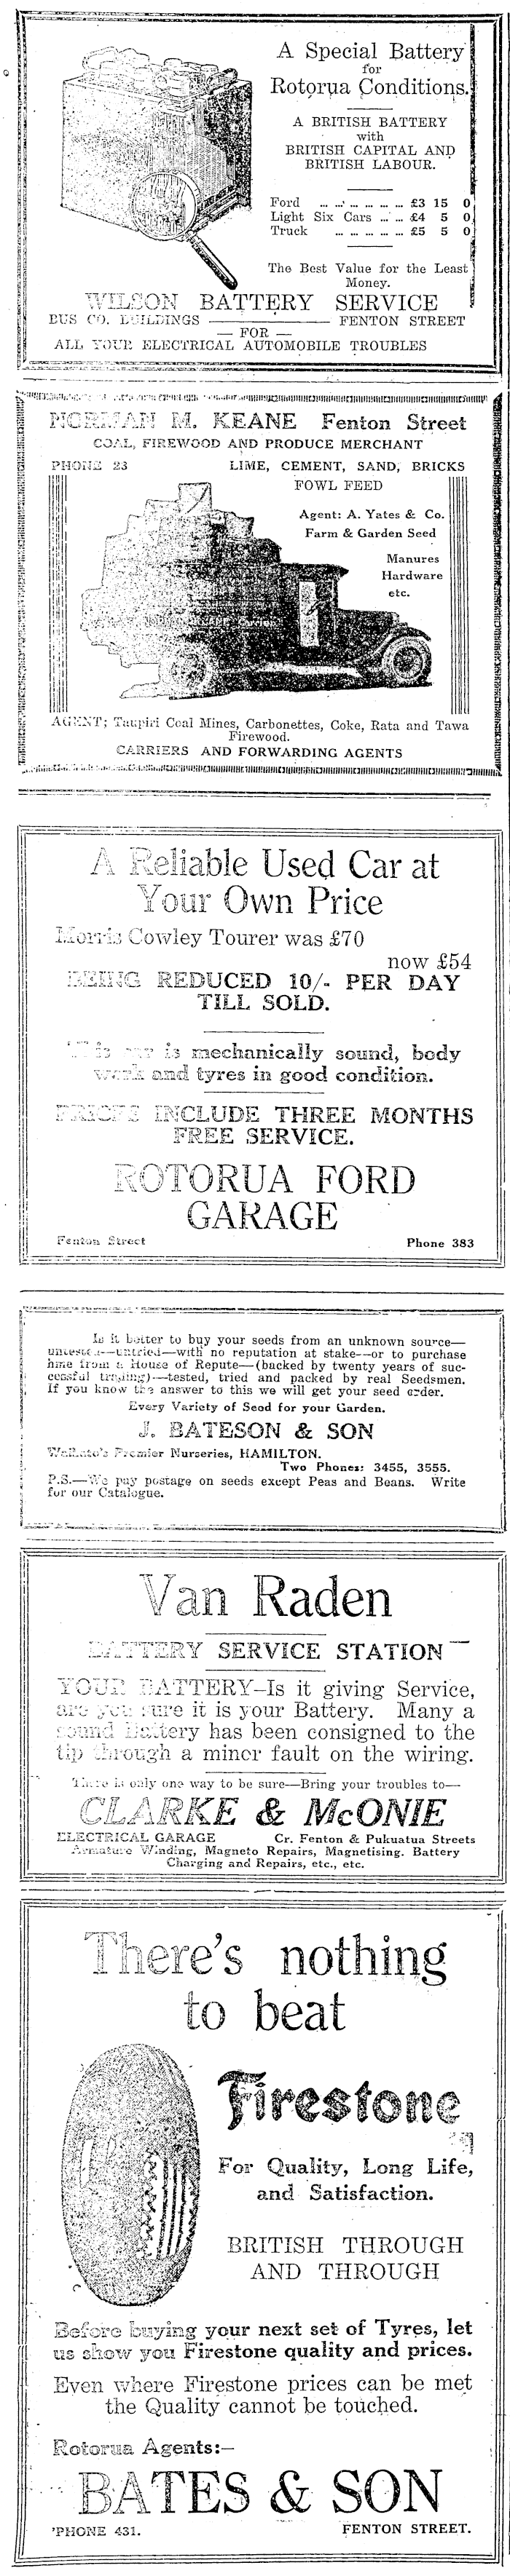 A Special Battery
for
Rotorua Conditions.
A BRITISH BATTERY
with
BRITISH CAPITAL AND
BRITISH LABOUR.
Ford ... ... ... ... ... ... £3 15 0
Light Six Cars ... ... £4 5 0
Truck ... ... ... ... ... £5 5 0
The Best Value for the Least
Money.
WILSON BATTERY SERVICE
BUS CO. BUILDINGS — FENTON STREET
— FOR —
ALL YOUR ELECTRICAL AUTOMOBILE TROUBLES
NORMAN M. KEANE Fenton Street
COAL, FIREWOOD AND PRODUCE MERCHANT
PHONE 23 LIME, CEMENT, SAND, BRICKS
FOWL FEED
Agent: A. Yates & Co.
Farm & Garden Seed
Manures
Hardware
etc.
AGENT; Taupiri Coal Mines, Carbonettes, Coke, Rata and Tawa
Firewood.
CARRIERS AND FORWARDING AGENTS
A Reliable Used Car at
Your Own Price
Morris Cowley Tourer was £70
now £54
BEING REDUCED 10/- PER DAY
TILL SOLD.
This car is mechanically sound, body
work and tyres in good condition.
PRICES INCLUDE THREE MONTHS
FREE SERVICE.
ROTORUA FORD
GARAGE
Fenton Street Phone 383
Is it better to buy your seeds from an unknown source—
untested—untried—with no reputation at stake—or to purchase
hme from a House of Repute—(backed by twenty years of suc-
cessful trading)—tested, tried and packed by real Seedsmen.
If you know the answer to this we will get your seed order.
Every Variety of Seed for your Garden.
J. BATESON & SON
Waikato's Premier Nurseries, HAMILTON.
Two Phones: 3455, 3555.
P.S.—We pay postage on seeds except Peas and Beans. Write
for our Catalogue.
Van Raden
BATTERY SERVICE STATION
YOUR BATTERY—Is it giving Service,
are you sure it is your Battery. Many a
sound Battery has been consigned to the
tip through a minor fault on the wiring.
There is only one way to be sure—Bring your troubles to—
CLARKE & McONIE
ELECTRICAL GARAGE Cr. Fenton & Pukuatua Streets
Armature Winding, Magneto Repairs, Magnetising. Battery
Charging and Repairs, etc., etc.
There's nothing
to beat
Firestone
For Quality, Long Life,
and Satisfaction.
BRITISH THROUGH
AND THROUGH
Before buying your next set of Tyres, let
us show you Firestone quality and prices.
Even where Firestone prices can be met
the Quality cannot be touched.
Rotorua Agents:—
BATES & SON
'PHONE 431. FENTON STREET.